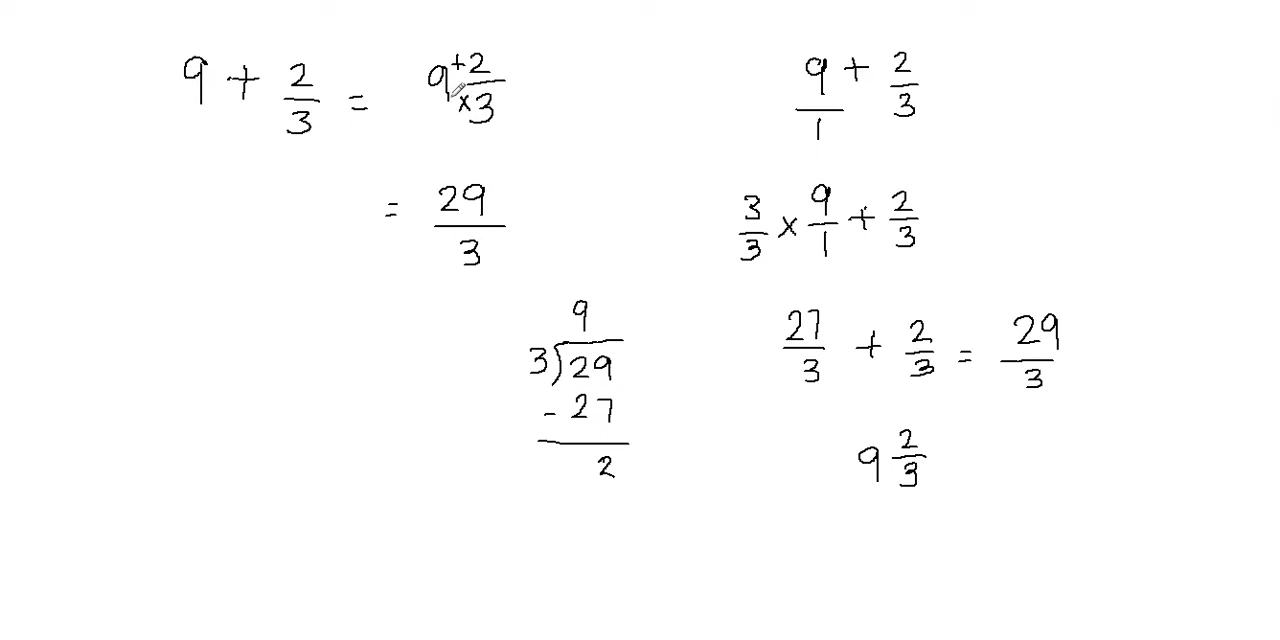 9 + 2/3 = 9 +2/×3
= 29/3
9
3)29
- 27
2
9/1 + 2/3
3/3 × 9/1 + 2/3
27/3 + 2/3 = 29/3
9 2/3